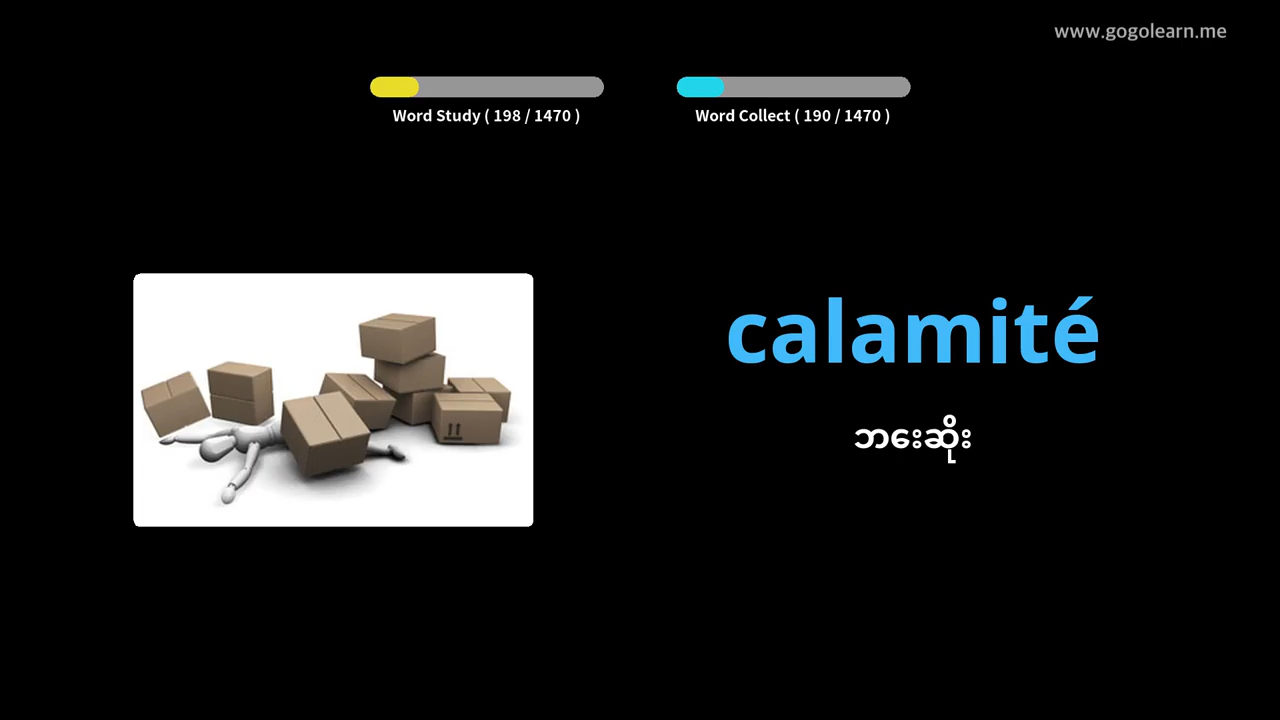 www.gogolearn.me
Word Study ( 198 / 1470 )
Word Collect ( 190 / 1470 )
calamité
ဘေးဆိုး